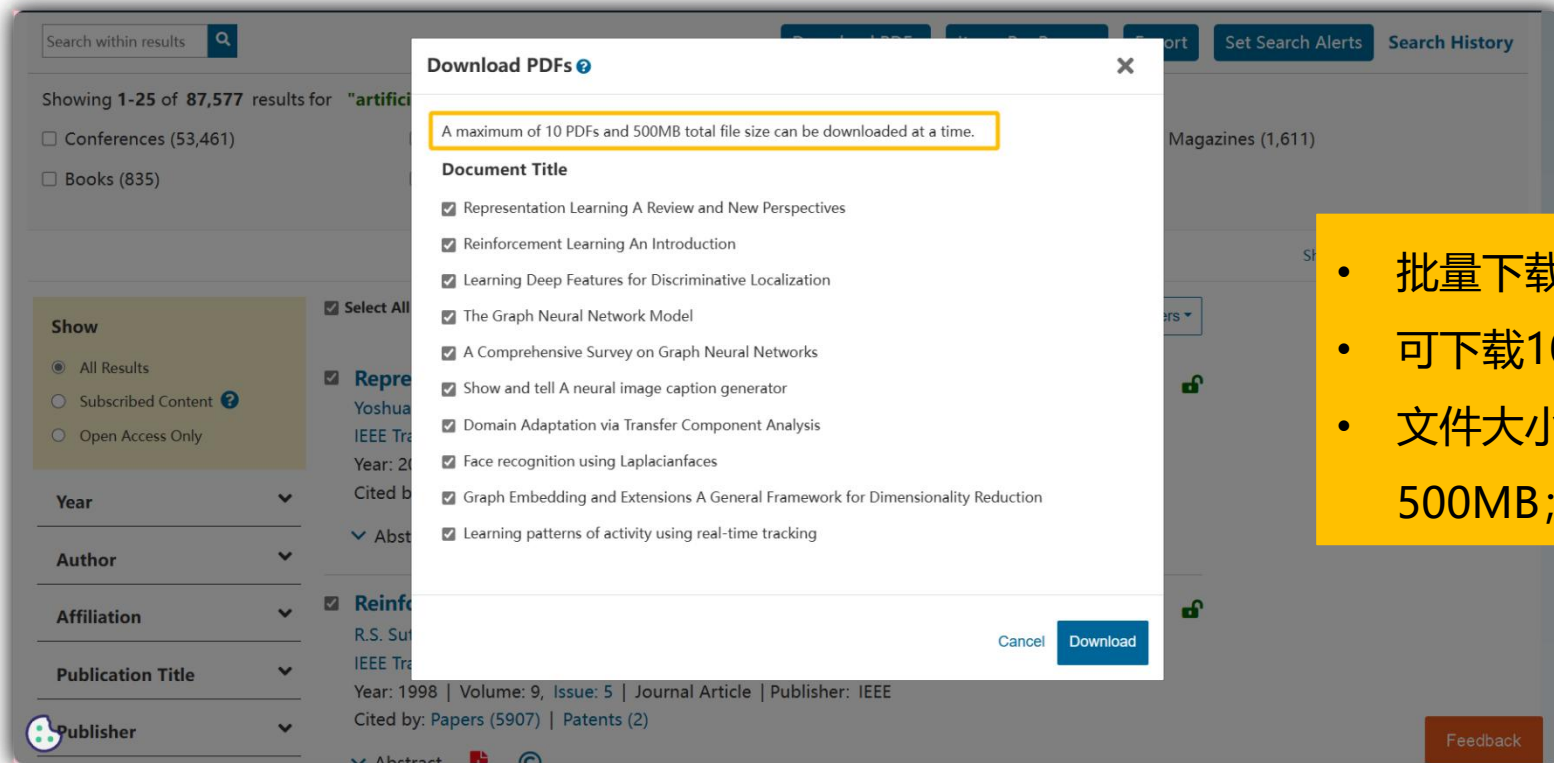 Search within results
Set Search Alerts
Search History
Showing 1-25 of 87,577 results for "artifici
Conferences (53,461)
Magazines (1,611)
Books (835)
Download PDFs
A maximum of 10 PDFs and 500MB total file size can be downloaded at a time.
Document Title
Representation Learning A Review and New Perspectives
Reinforcement Learning An Introduction
Learning Deep Features for Discriminative Localization
The Graph Neural Network Model
A Comprehensive Survey on Graph Neural Networks
Show and tell A neural image caption generator
Domain Adaptation via Transfer Component Analysis
Face recognition using Laplacianfaces
Graph Embedding and Extensions A General Framework for Dimensionality Reduction
Learning patterns of activity using real-time tracking
Cancel
Download
Show
All Results
Subscribed Content
Open Access Only
Year
Author
Affiliation
Publication Title
Publisher
Select All
Repre
Yoshua
IEEE Tra
Year: 20
Cited b
Abst
Reinfo
R.S. Sut
IEEE Tra
Year: 1998 | Volume: 9, Issue: 5 | Journal Article | Publisher: IEEE
Cited by: Papers (5907) | Patents (2)
Abstract
• 批量下载
• 可下载10
• 文件大小
500MB;
Feedback